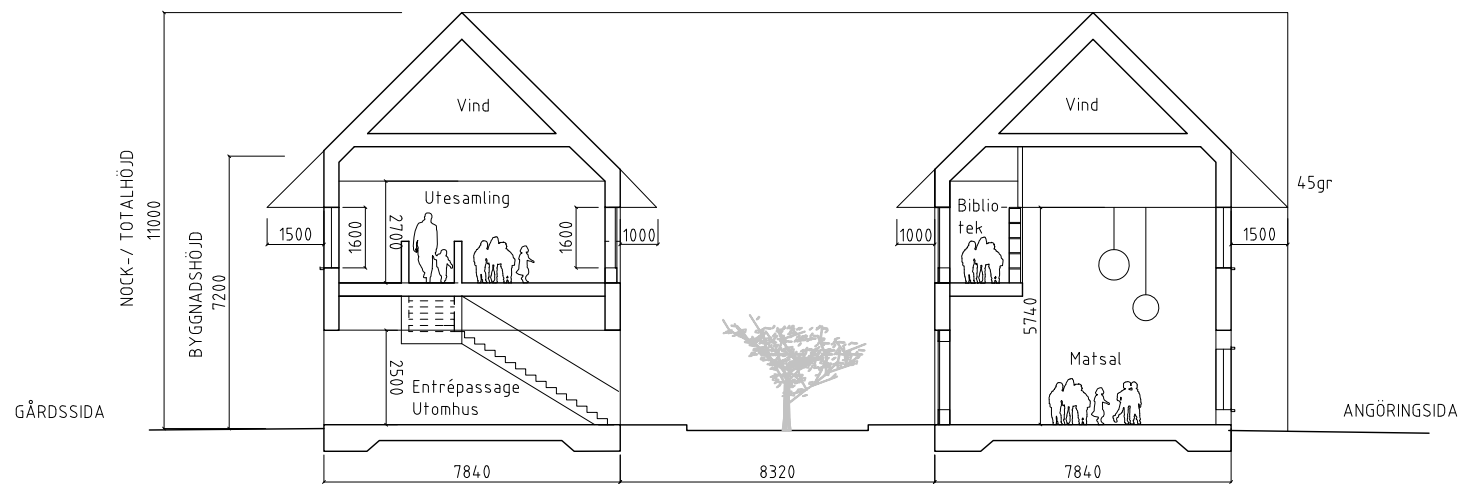 Vind
Vind
NOCK-/ TOTALHÖJD
11000
BYGGNADSHÖJD
7200
45gr
Utesamling
Biblio-
tek
2700
1500
1600
1600
1000
1000
1500
5740
2500
Entrépassage
Utomhus
Matsal
GÅRDSSIDA
ANGÖRINGSIDA
7840
8320
7840